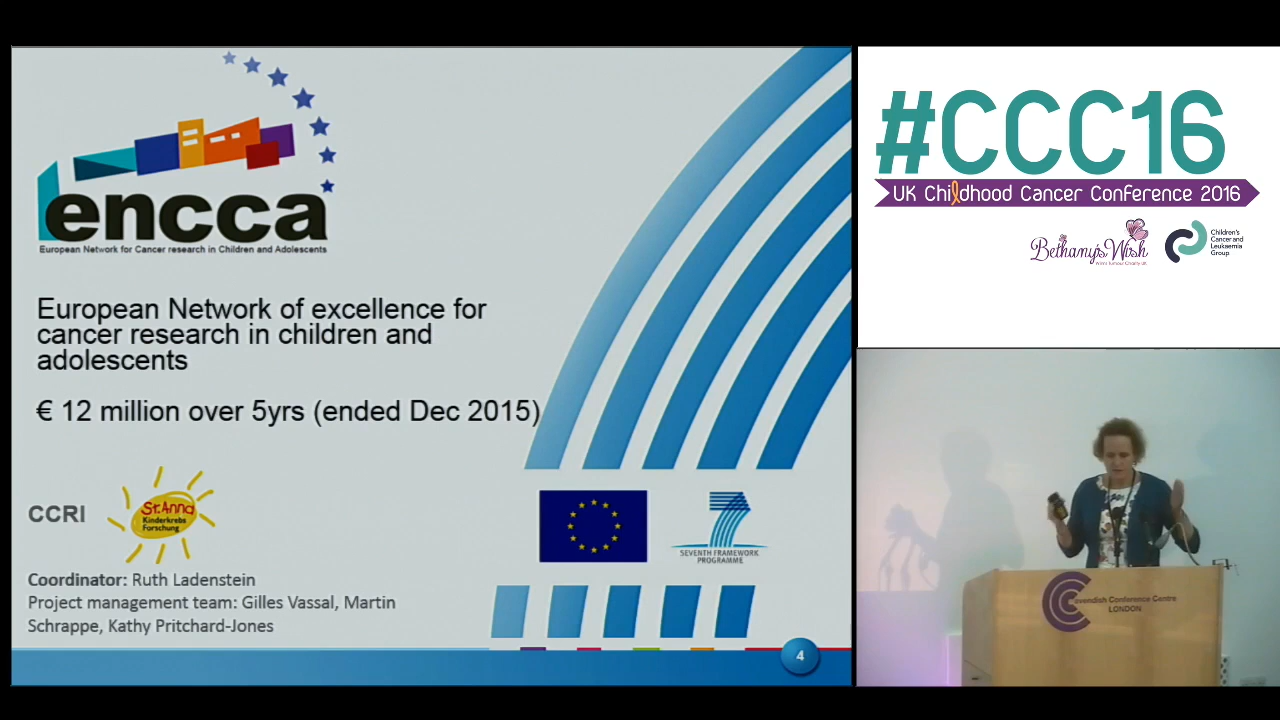 encca
European Network for Cancer research in Children and Adolescents
European Network of excellence for
cancer research in children and
adolescents
€ 12 million over 5yrs (ended Dec 2015)
CCRI
St. Anna
Kinderkrebs
Forschung
SEVENTH FRAMEWORK
PROGRAMME
Coordinator: Ruth Ladenstein
Project management team: Gilles Vassal, Martin
Schrappe, Kathy Pritchard-Jones
4
#CCC16
UK Childhood Cancer Conference 2016
Bethany's Wish
Children's
Cancer and
Leukaemia
Group
Cavendish Conference Centre
LONDON